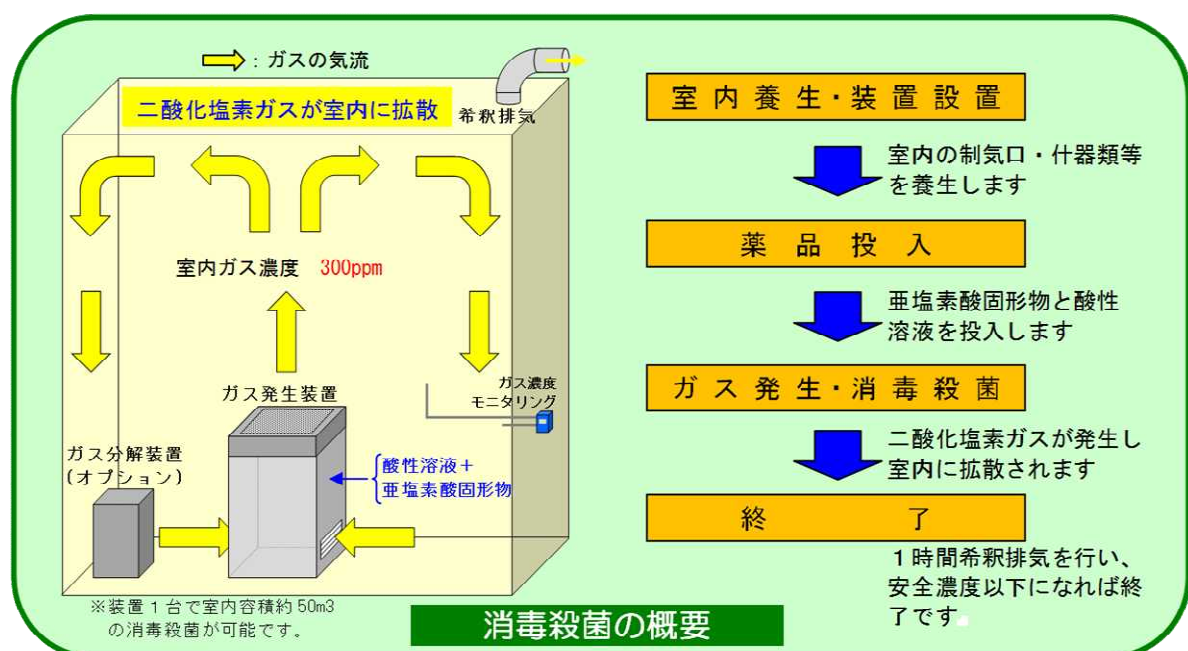 ：ガスの気流
二酸化塩素ガスが室内に拡散
希釈排気
室内ガス濃度 300ppm
ガス発生装置
ガス濃度
モニタリング
ガス分解装置
(オプション)
酸性溶液＋
亜塩素酸固形物
※装置１台で室内容積約50m3
の消毒殺菌が可能です。
室内養生・装置設置
室内の制気口・什器類等
を養生します
薬品投入
亜塩素酸固形物と酸性
溶液を投入します
ガス発生・消毒殺菌
二酸化塩素ガスが発生し
室内に拡散されます
終了
１時間希釈排気を行い、
安全濃度以下になれば終
了です。
消毒殺菌の概要